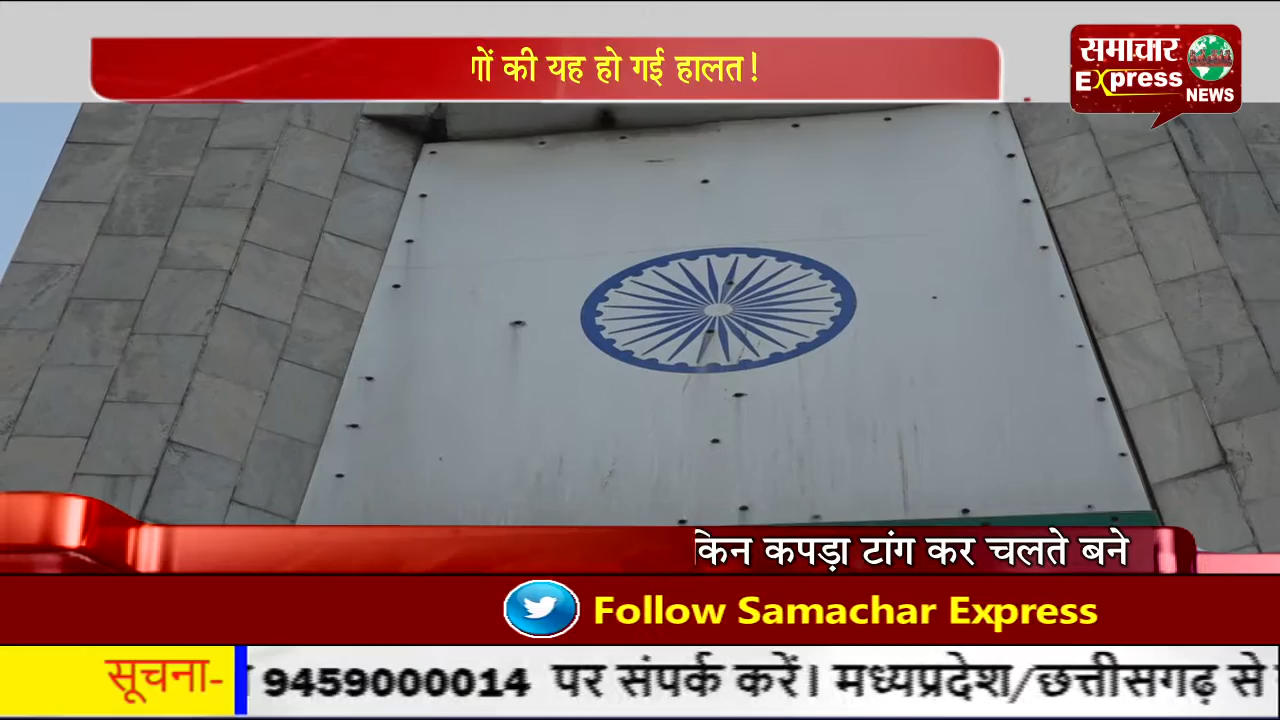 गों की यह हो गई हालत!
समाचार
Express
NEWS
किन कपड़ा टांग कर चलते बने
Follow Samachar Express
सूचना- 9459000014 पर संपर्क करें। मध्यप्रदेश/छत्तीसगढ़ से